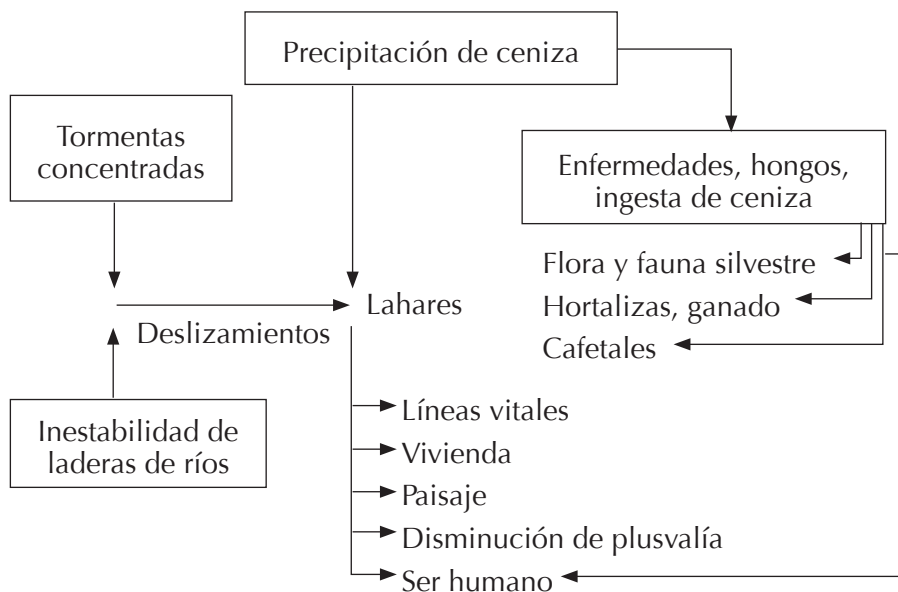 Precipitación de ceniza
Tormentas
concentradas
Enfermedades, hongos,
ingesta de ceniza
Flora y fauna silvestre
Hortalizas, ganado
Cafetales
Lahares
Deslizamientos
Inestabilidad de
laderas de ríos
Líneas vitales
Vivienda
Paisaje
Disminución de plusvalía
Ser humano